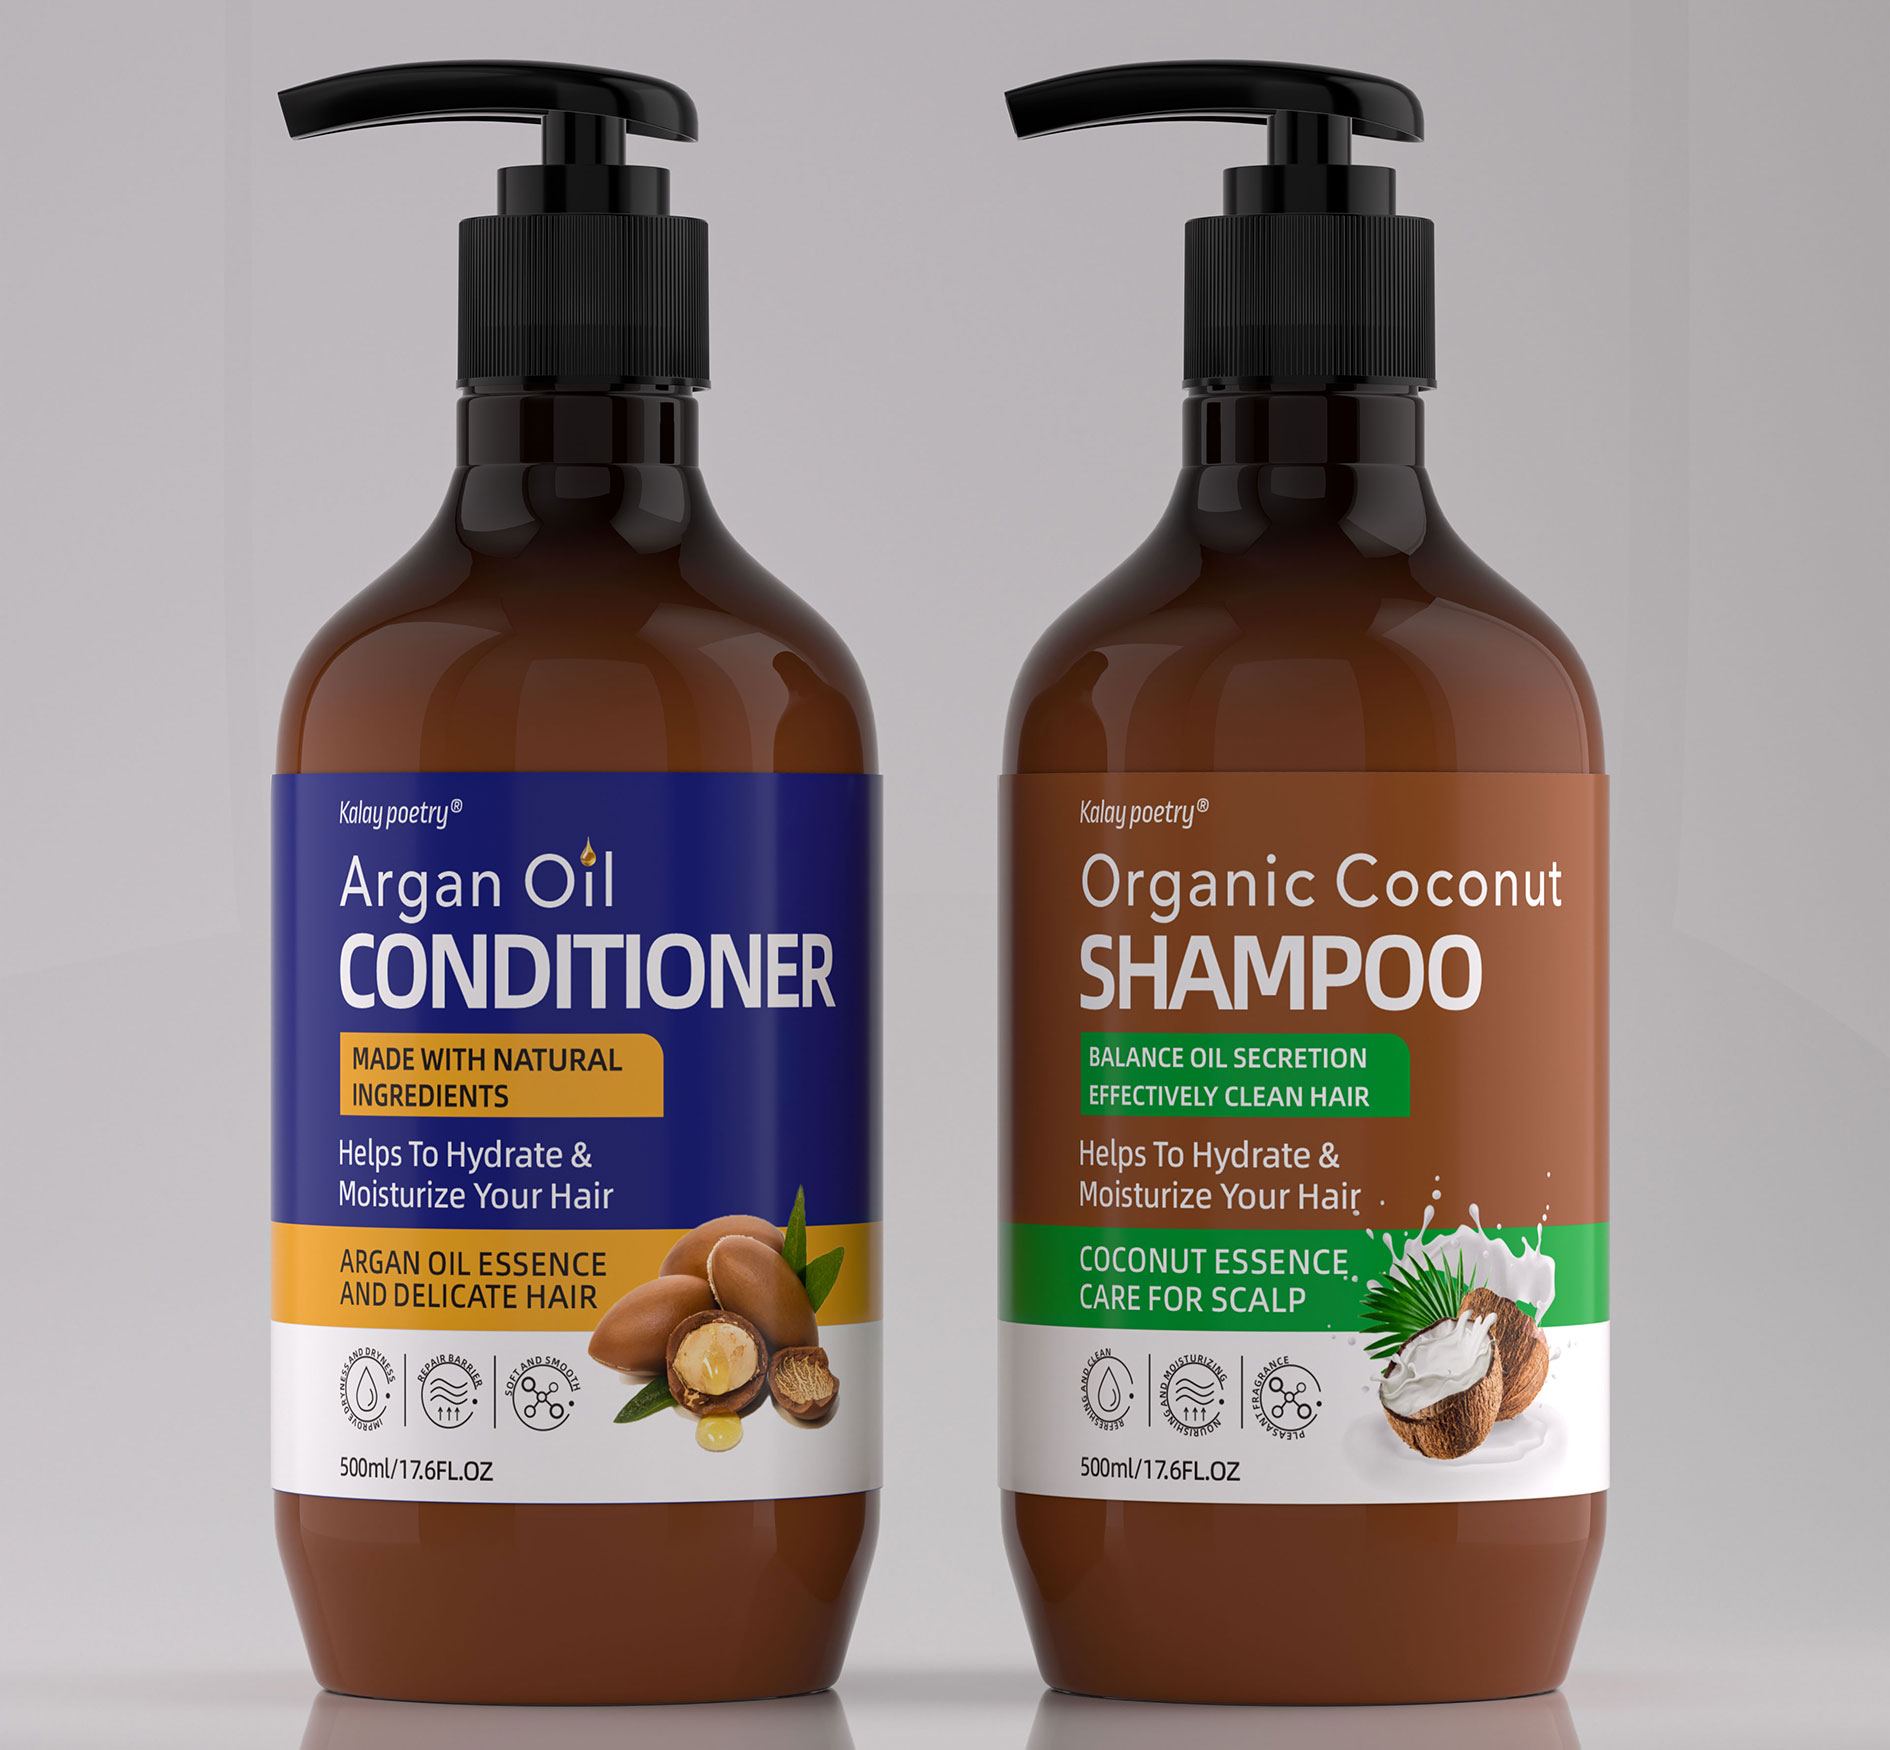 Kalay poetry®
Argan Oil
CONDITIONER
MADE WITH NATURAL
INGREDIENTS
Helps To Hydrate &
Moisturize Your Hair
ARGAN OIL ESSENCE
AND DELICATE HAIR
IMPROVE DRYNESS AND DRYNESS
REPAIR BARRIER
SOFT AND SMOOTH
500ml/17.6FL.OZ
Kalay poetry®
Organic Coconut
SHAMPOO
BALANCE OIL SECRETION
EFFECTIVELY CLEAN HAIR
Helps To Hydrate &
Moisturize Your Hair
COCONUT ESSENCE
CARE FOR SCALP
REFRESHING AND CLEAN
NOURISHING AND MOISTURIZING
PLEASANT FRAGRANCE
500ml/17.6FL.OZ